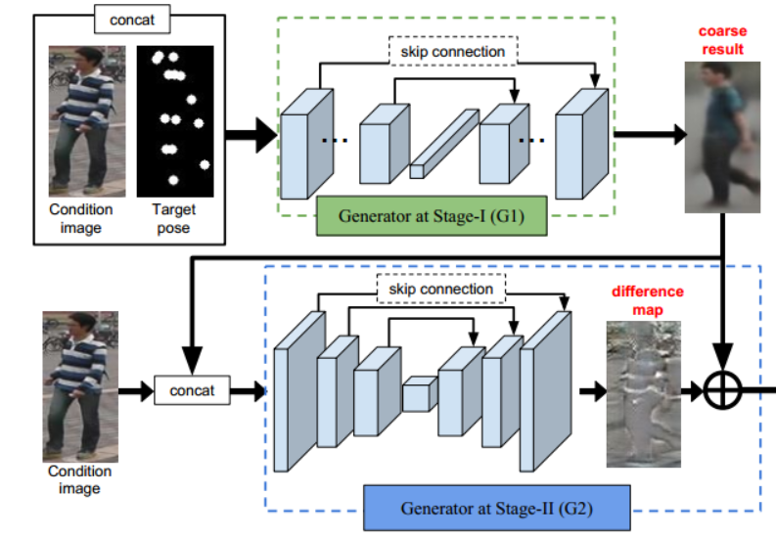 concat
skip connection
coarse
result
Condition
image
Target
pose
Generator at Stage-I (G1)
skip connection
difference
map
concat
Condition
image
Generator at Stage-II (G2)